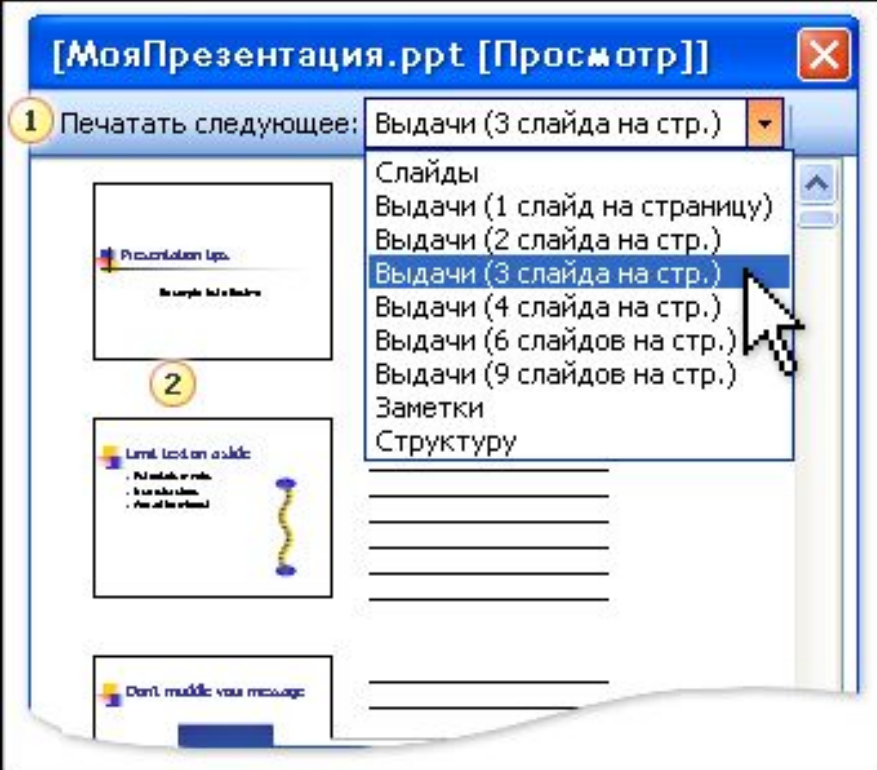 [МояПрезентация.ppt [Просмотр]]
1 Печатать следующее: Выдачи (3 слайда на стр.)
Слайды
Выдачи (1 слайд на страницу)
Выдачи (2 слайда на стр.)
Выдачи (3 слайда на стр.)
Выдачи (4 слайда на стр.)
Выдачи (6 слайдов на стр.)
Выдачи (9 слайдов на стр.)
Заметки
Структуру
Presentation tips
2
Limit text on a slide
Don't muddle your message